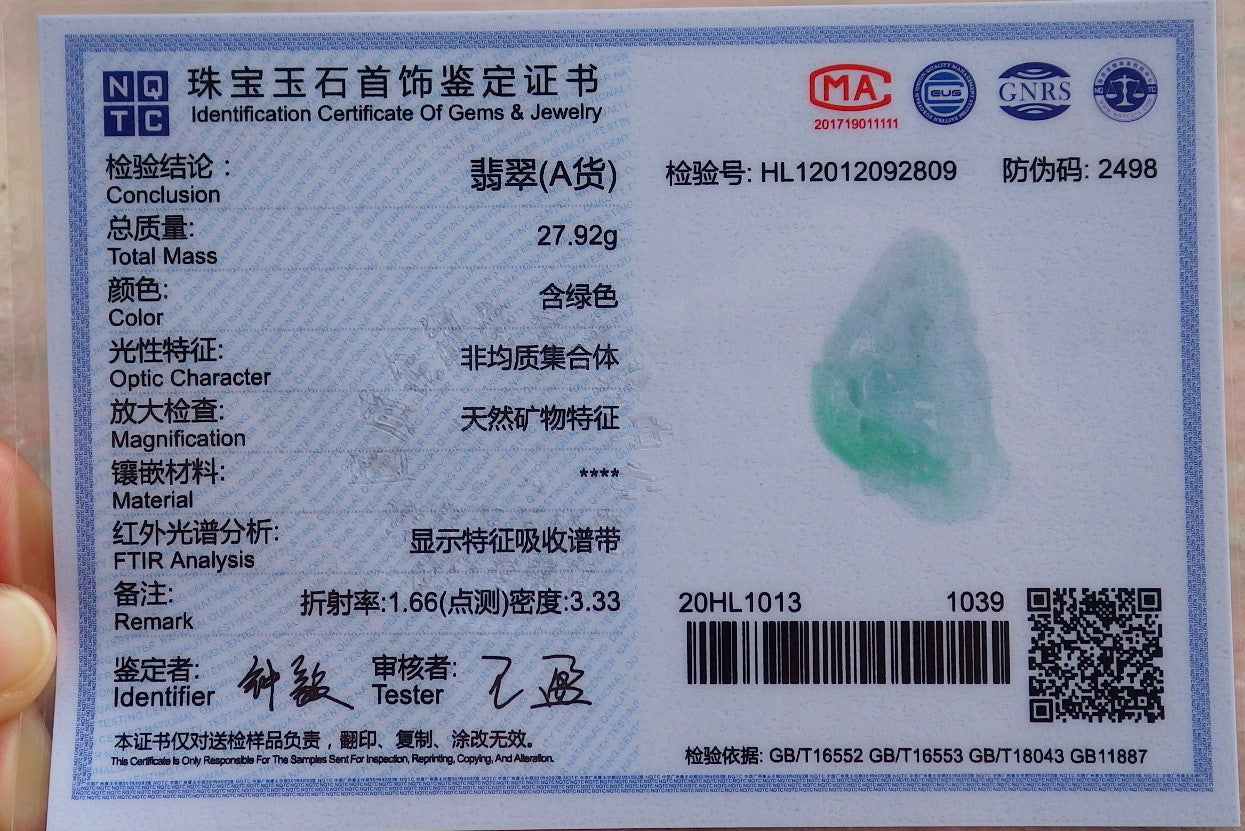 NQTC
珠宝玉石首饰鉴定证书
Identification Certificate Of Gems & Jewelry
MA
201719011111
GNRS
检验结论：
Conclusion
翡翠(A货)
总质量:
Total Mass
27.92g
颜色:
Color
含绿色
光性特征:
Optic Character
非均质集合体
放大检查:
Magnification
天然矿物特征
镶嵌材料:
Material
****
红外光谱分析:
FTIR Analysis
显示特征吸收谱带
备注:
Remark
折射率:1.66(点测)密度:3.33
鉴定者:
Identifier
审核者:
Tester
本证书仅对送检样品负责，翻印、复制、涂改无效。
This Certificate Is Only Responsible For The Samples Sent For Inspection, Reprinting, Copying, And Alteration.
检验号: HL12012092809
防伪码: 2498
20HL1013
1039
检验依据: GB/T16552 GB/T16553 GB/T18043 GB11887